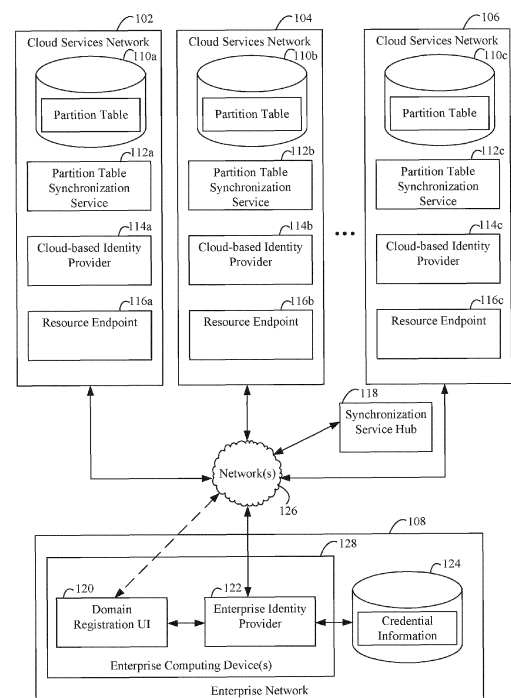 102
Cloud Services Network
110a
Partition Table
112a
Partition Table
Synchronization
Service
114a
Cloud-based Identity
Provider
116a
Resource Endpoint
104
Cloud Services Network
110b
Partition Table
112b
Partition Table
Synchronization
Service
114b
Cloud-based Identity
Provider
116b
Resource Endpoint
•••
106
Cloud Services Network
110c
Partition Table
112c
Partition Table
Synchronization
Service
114c
Cloud-based Identity
Provider
116c
Resource Endpoint
118
Synchronization
Service Hub
Network(s)
126
108
128
120
Domain
Registration UI
122
Enterprise Identity
Provider
124
Credential
Information
Enterprise Computing Device(s)
Enterprise Network